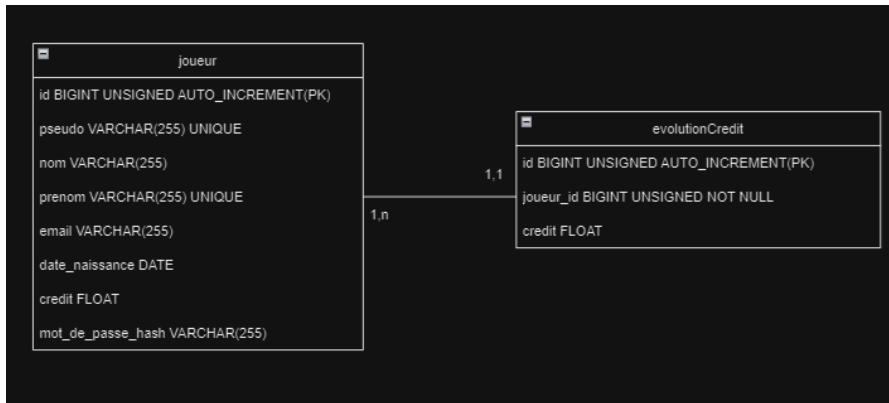 joueur
id BIGINT UNSIGNED AUTO_INCREMENT(PK)
pseudo VARCHAR(255) UNIQUE
nom VARCHAR(255)
prenom VARCHAR(255) UNIQUE
email VARCHAR(255)
date_naissance DATE
credit FLOAT
mot_de_passe_hash VARCHAR(255)
1,n
1,1
evolutionCredit
id BIGINT UNSIGNED AUTO_INCREMENT(PK)
joueur_id BIGINT UNSIGNED NOT NULL
credit FLOAT